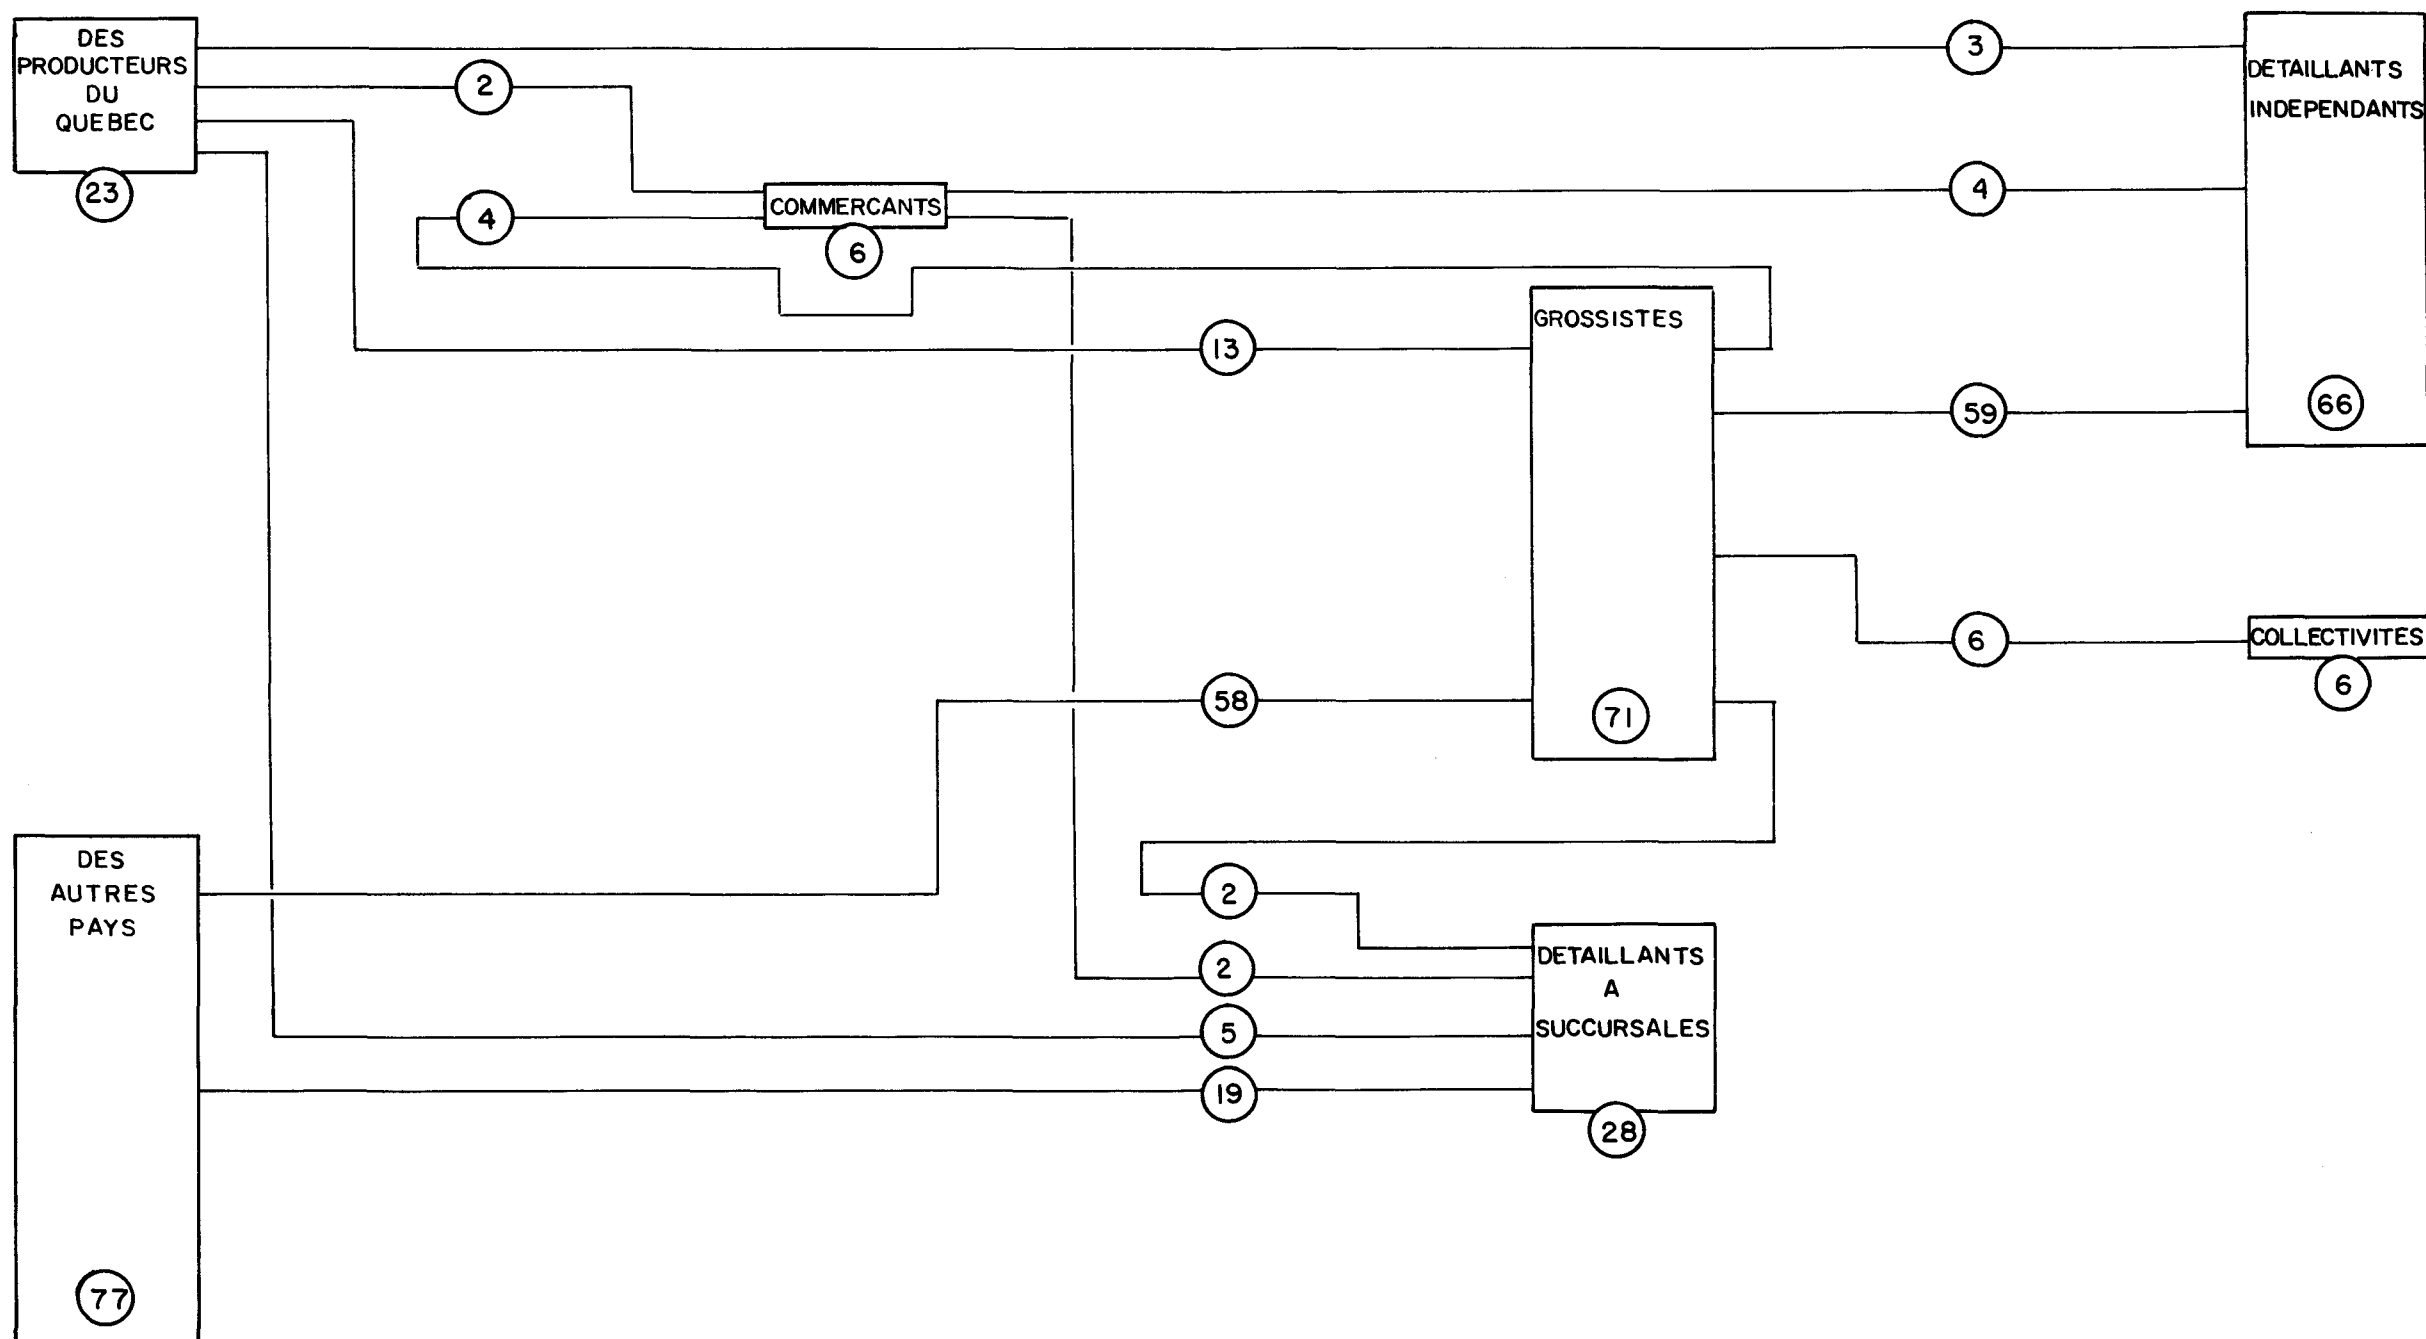 DES
PRODUCTEURS
DU
QUEBEC
23
3
2
DETAILLANTS
INDEPENDANTS
66
COMMERCANTS
6
4
4
13
GROSSISTES
71
59
6
COLLECTIVITES
6
58
DES
AUTRES
PAYS
77
2
2
5
19
DETAILLANTS
A
SUCCURSALES
28